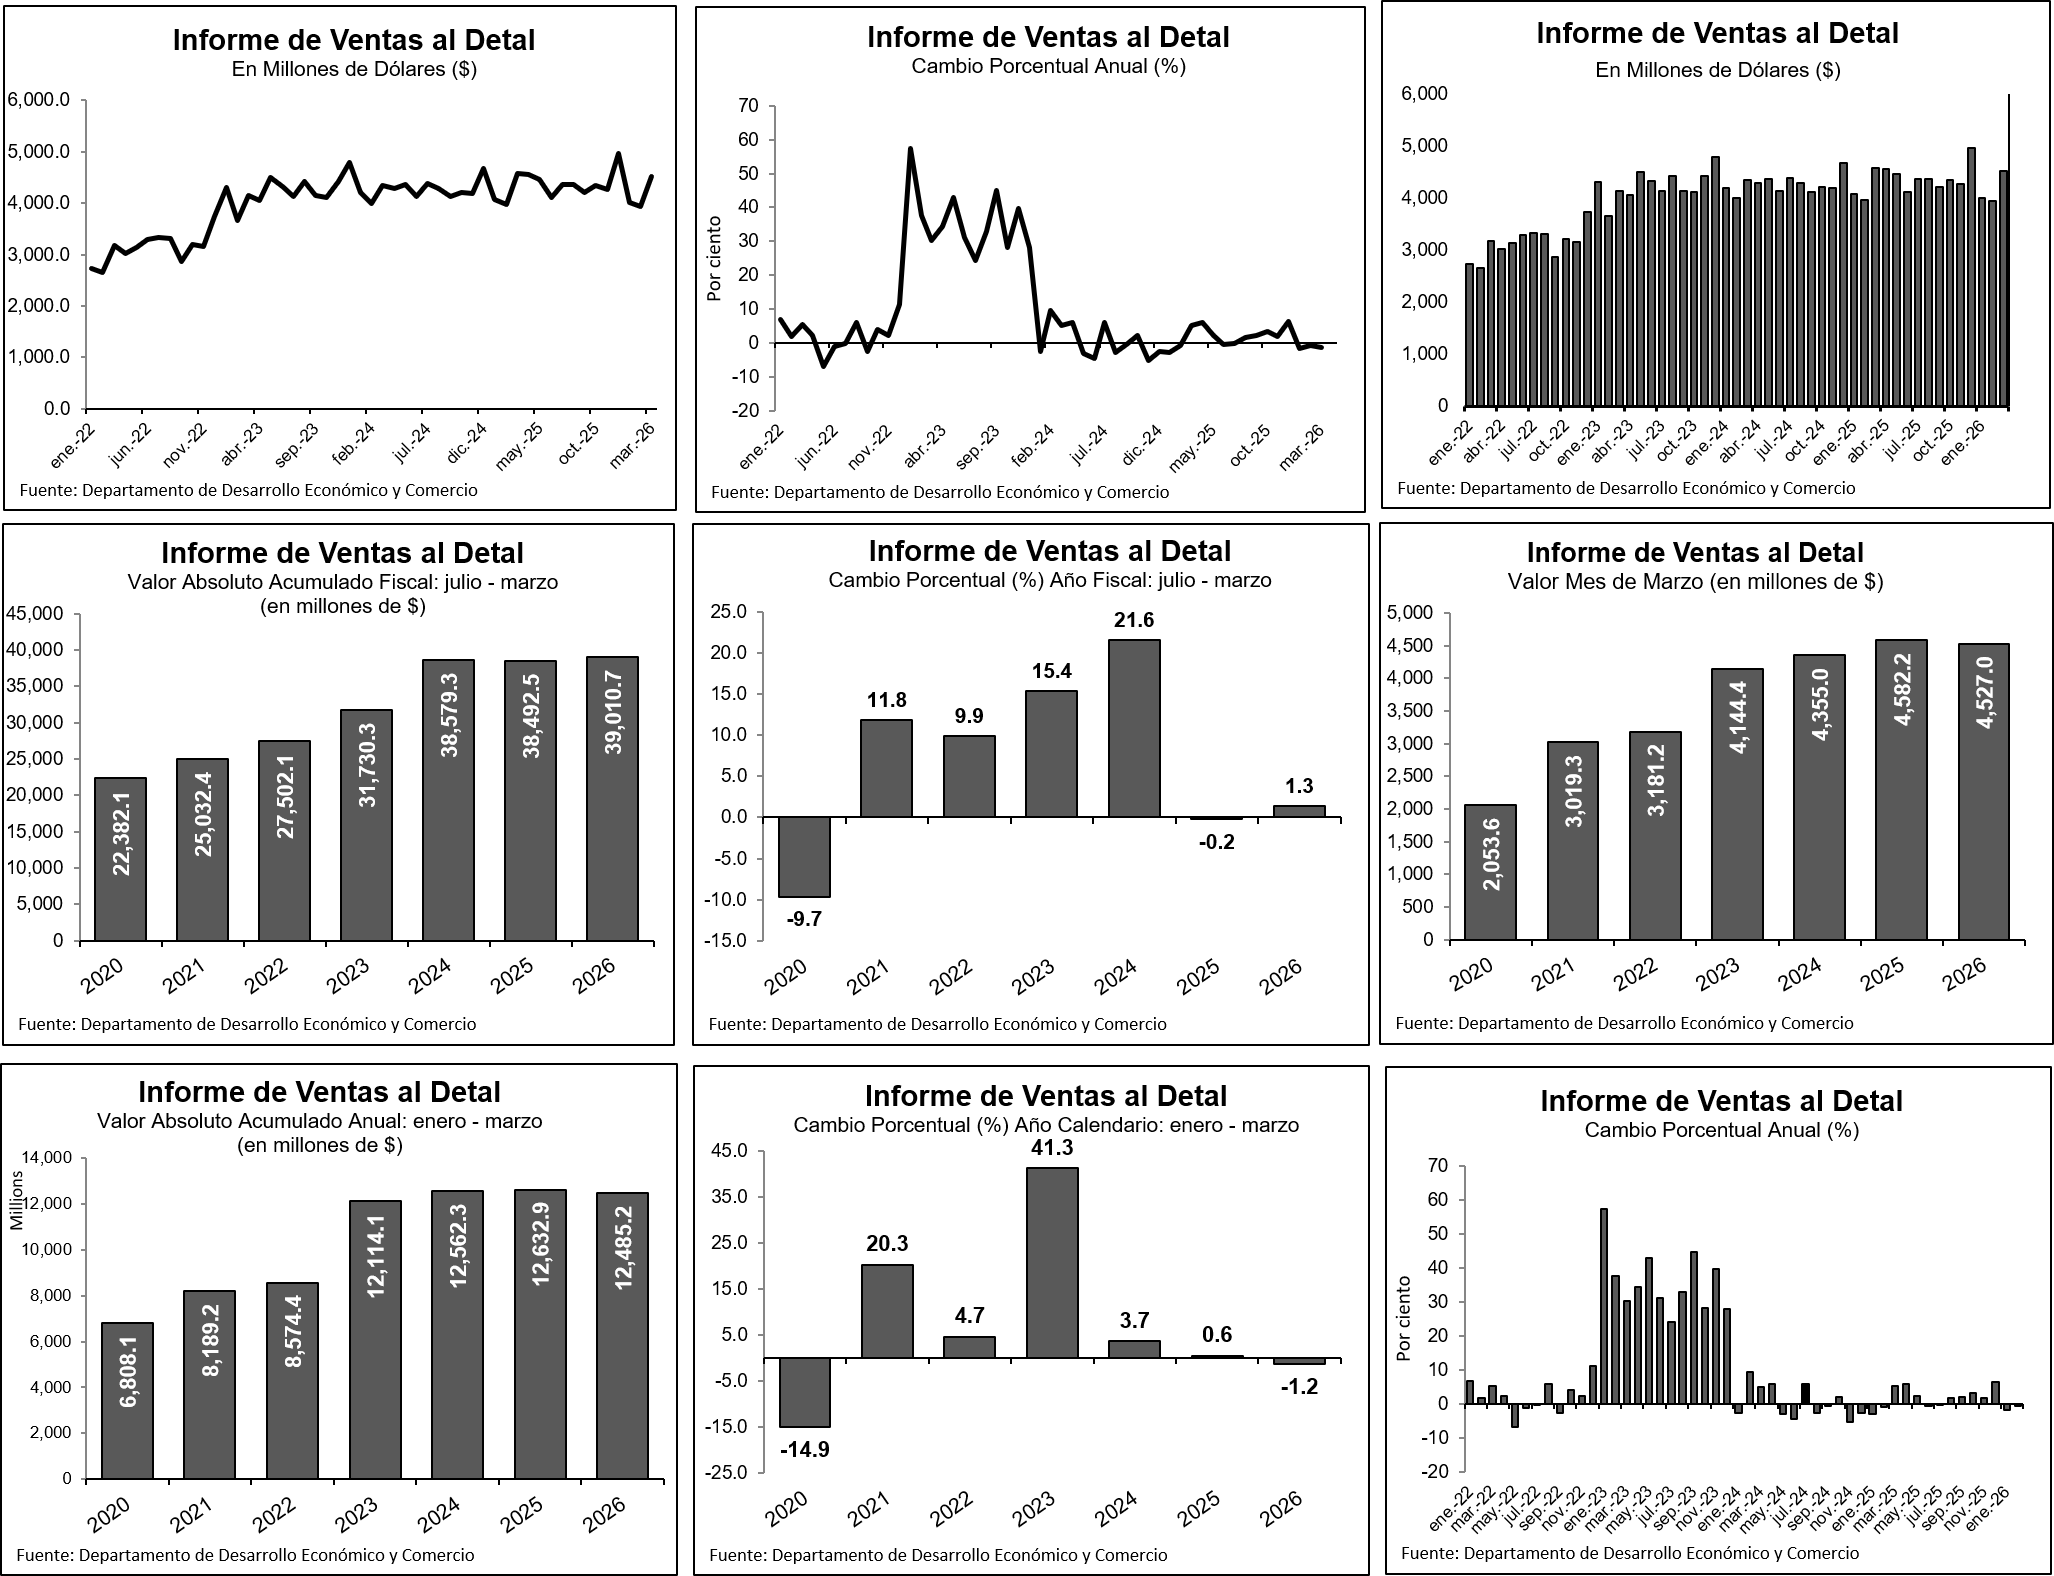 Informe de Ventas al Detal
En Millones de Dólares ($)
6,000.0
5,000.0
4,000.0
3,000.0
2,000.0
1,000.0
0.0
ene.-22
jun.-22
nov.-22
abr.-23
sep.-23
feb.-24
jul.-24
dic.-24
may.-25
oct.-25
mar.-26
Fuente: Departamento de Desarrollo Económico y Comercio
Informe de Ventas al Detal
Cambio Porcentual Anual (%)
Por ciento
70
60
50
40
30
20
10
0
-10
-20
ene.-22
jun.-22
nov.-22
abr.-23
sep.-23
feb.-24
jul.-24
dic.-24
may.-25
oct.-25
mar.-26
Fuente: Departamento de Desarrollo Económico y Comercio
Informe de Ventas al Detal
En Millones de Dólares ($)
6,000
5,000
4,000
3,000
2,000
1,000
0
ene.-22
abr.-22
jul.-22
oct.-22
ene.-23
abr.-23
jul.-23
oct.-23
ene.-24
abr.-24
jul.-24
oct.-24
ene.-25
abr.-25
jul.-25
oct.-25
ene.-26
Fuente: Departamento de Desarrollo Económico y Comercio
Informe de Ventas al Detal
Valor Absoluto Acumulado Fiscal: julio - marzo
(en millones de $)
45,000
40,000
35,000
30,000
25,000
20,000
15,000
10,000
5,000
0
22,382.1
25,032.4
27,502.1
31,730.3
38,579.3
38,492.5
39,010.7
2020
2021
2022
2023
2024
2025
2026
Fuente: Departamento de Desarrollo Económico y Comercio
Informe de Ventas al Detal
Cambio Porcentual (%) Año Fiscal: julio - marzo
25.0
20.0
15.0
10.0
5.0
0.0
-5.0
-10.0
-15.0
-9.7
11.8
9.9
15.4
21.6
-0.2
1.3
2020
2021
2022
2023
2024
2025
2026
Fuente: Departamento de Desarrollo Económico y Comercio
Informe de Ventas al Detal
Valor Mes de Marzo (en millones de $)
5,000
4,500
4,000
3,500
3,000
2,500
2,000
1,500
1,000
500
0
2,053.6
3,019.3
3,181.2
4,144.4
4,355.0
4,582.2
4,527.0
2020
2021
2022
2023
2024
2025
2026
Fuente: Departamento de Desarrollo Económico y Comercio
Informe de Ventas al Detal
Valor Absoluto Acumulado Anual: enero - marzo
(en millones de $)
Millions
14,000
12,000
10,000
8,000
6,000
4,000
2,000
0
6,808.1
8,189.2
8,574.4
12,114.1
12,562.3
12,632.9
12,485.2
2020
2021
2022
2023
2024
2025
2026
Fuente: Departamento de Desarrollo Económico y Comercio
Informe de Ventas al Detal
Cambio Porcentual (%) Año Calendario: enero - marzo
45.0
35.0
25.0
15.0
5.0
-5.0
-15.0
-25.0
-14.9
20.3
4.7
41.3
3.7
0.6
-1.2
2020
2021
2022
2023
2024
2025
2026
Fuente: Departamento de Desarrollo Económico y Comercio
Informe de Ventas al Detal
Cambio Porcentual Anual (%)
Por ciento
70
60
50
40
30
20
10
0
-10
-20
ene.-22
mar.-22
may.-22
jul.-22
sep.-22
nov.-22
ene.-23
mar.-23
may.-23
jul.-23
sep.-23
nov.-23
ene.-24
mar.-24
may.-24
jul.-24
sep.-24
nov.-24
ene.-25
mar.-25
may.-25
jul.-25
sep.-25
nov.-25
ene.-26
Fuente: Departamento de Desarrollo Económico y Comercio